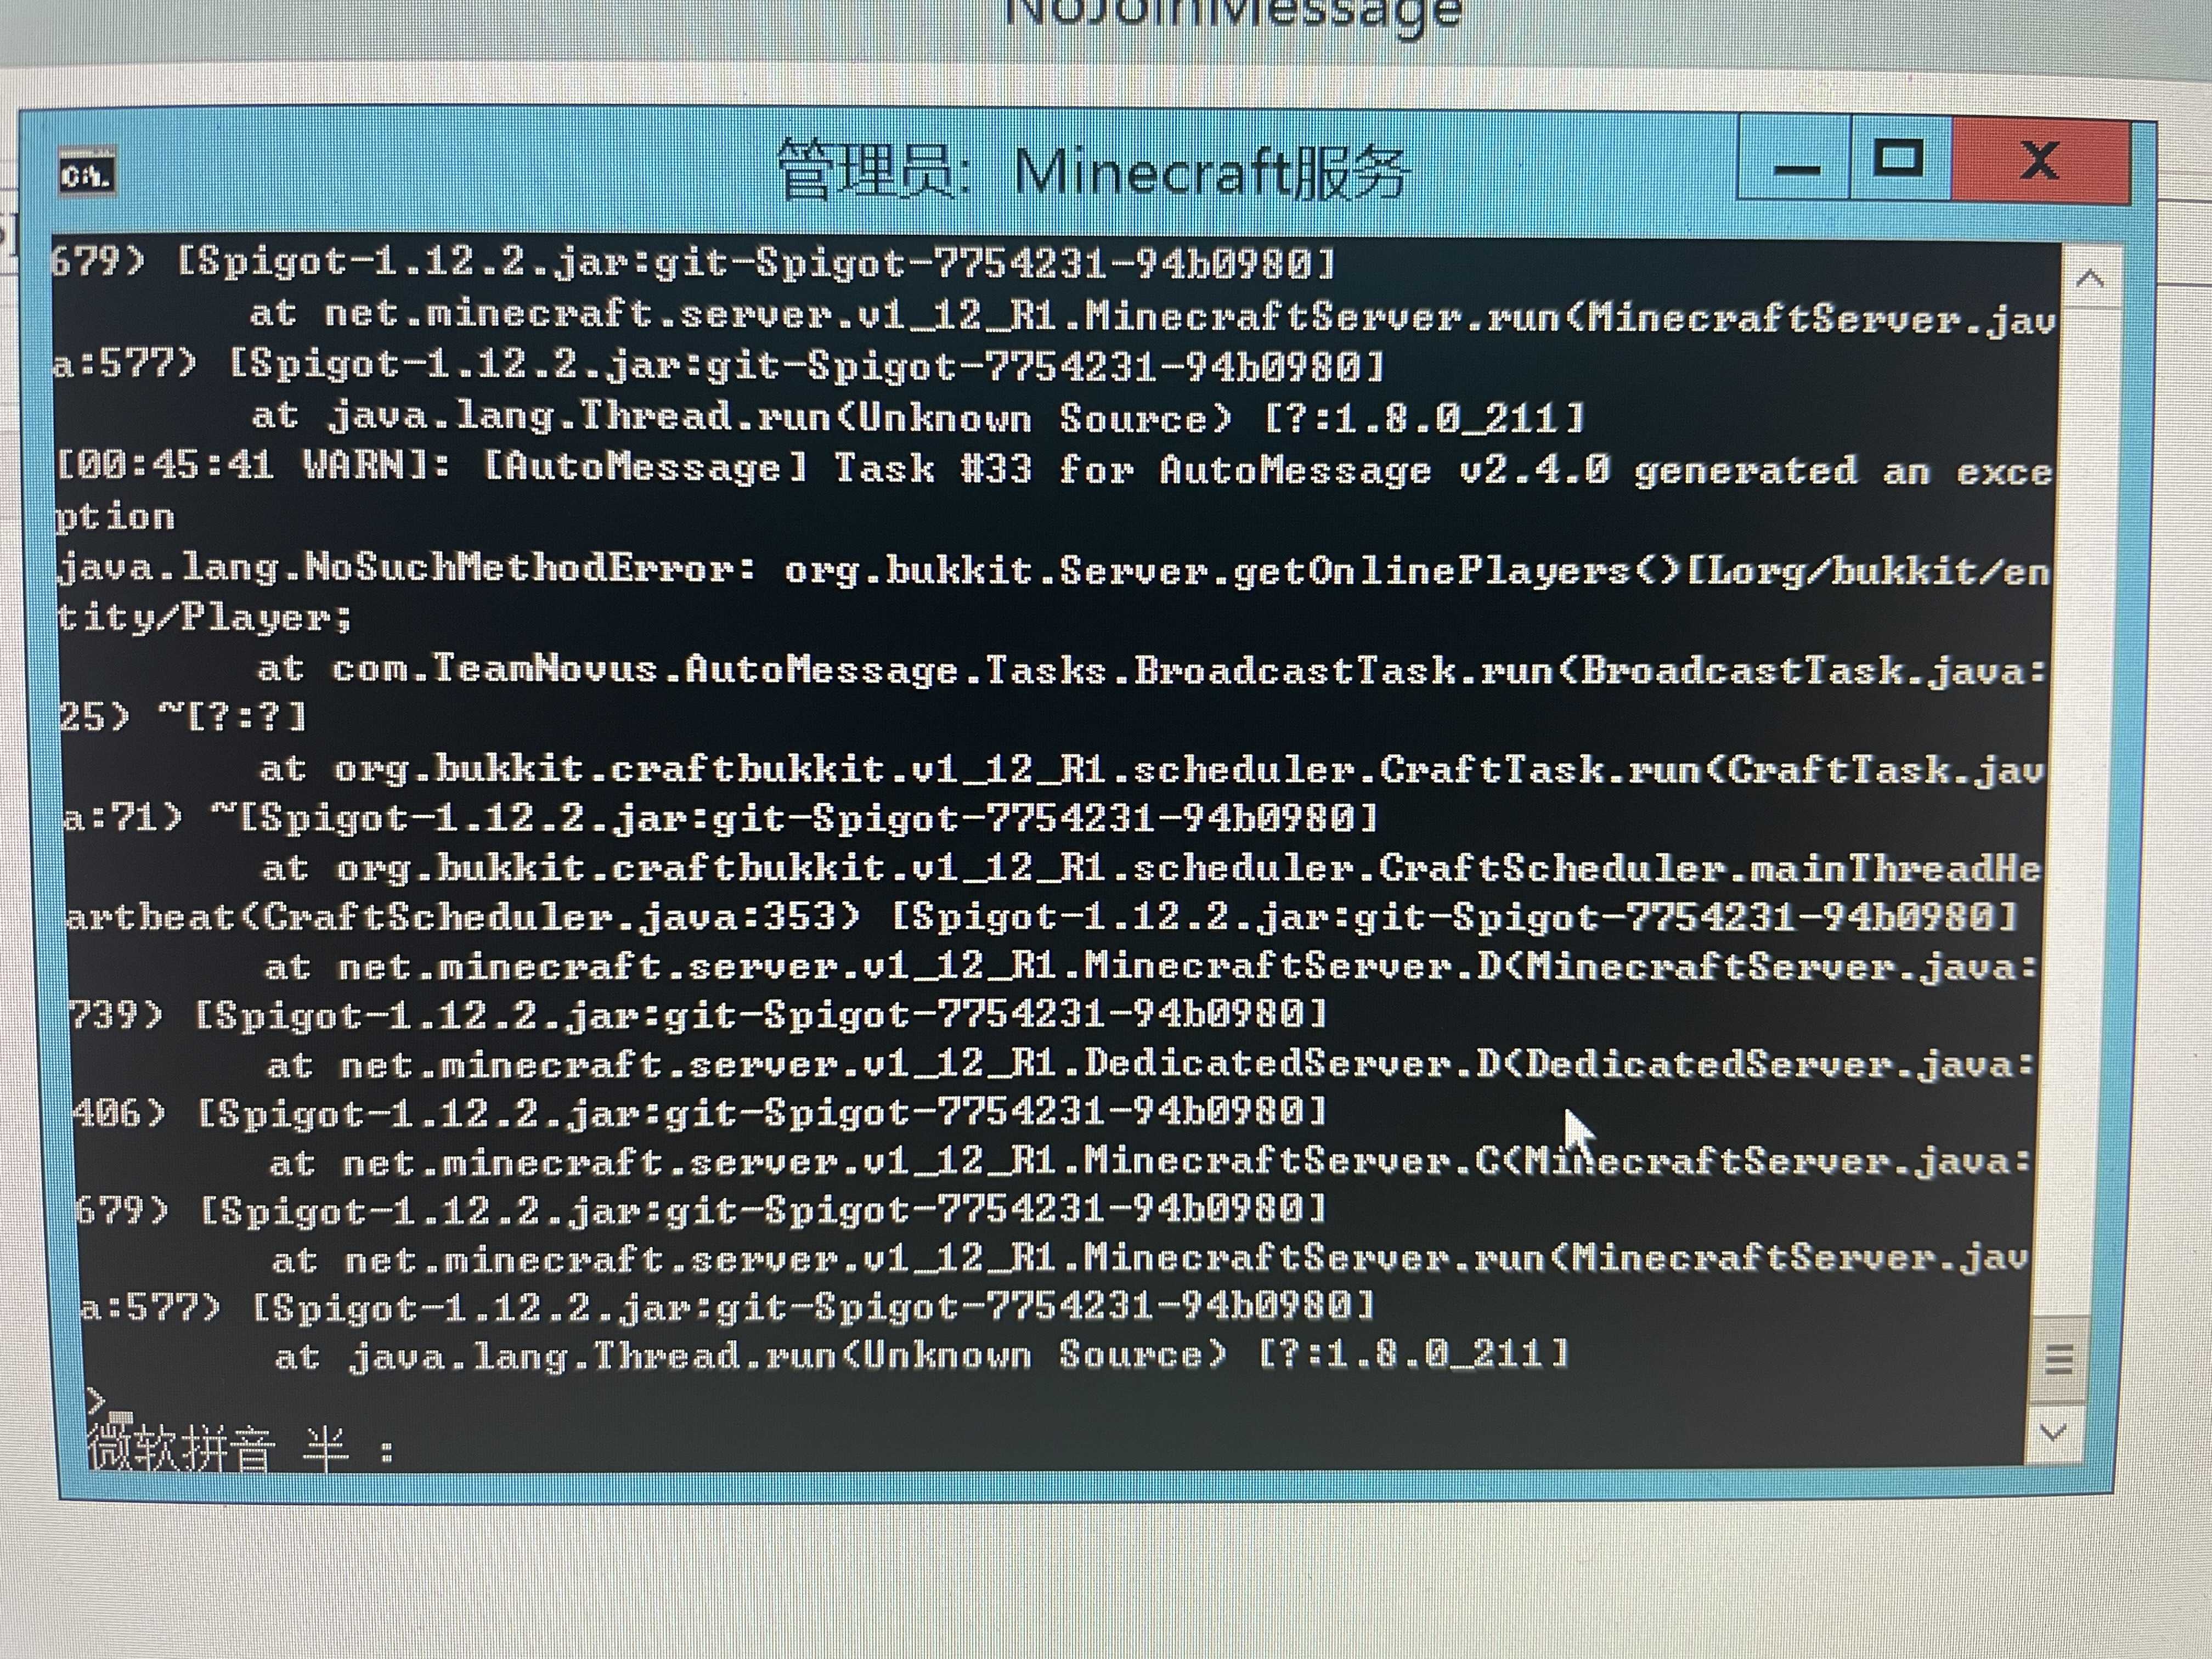 NoJoinMessage
管理员: Minecraft服务
679) [Spigot-1.12.2.jar:git-Spigot-7754231-94b0980]
at net.minecraft.server.v1_12_R1.MinecraftServer.run(MinecraftServer.jav
a:577) [Spigot-1.12.2.jar:git-Spigot-7754231-94b0980]
at java.lang.Thread.run(Unknown Source) [?:1.8.0_211]
[00:45:41 WARN]: [AutoMessage] Task #33 for AutoMessage v2.4.0 generated an exce
ption
java.lang.NoSuchMethodError: org.bukkit.Server.getOnlinePlayers()[Lorg/bukkit/en
tity/Player;
at com.TeamNovus.AutoMessage.Tasks.BroadcastTask.run(BroadcastTask.java:
25) ~[?:?]
at org.bukkit.craftbukkit.v1_12_R1.scheduler.CraftTask.run(CraftTask.jav
a:71) ~[Spigot-1.12.2.jar:git-Spigot-7754231-94b0980]
at org.bukkit.craftbukkit.v1_12_R1.scheduler.CraftScheduler.mainThreadHe
artbeat(CraftScheduler.java:353) [Spigot-1.12.2.jar:git-Spigot-7754231-94b0980]
at net.minecraft.server.v1_12_R1.MinecraftServer.D(MinecraftServer.java:
739) [Spigot-1.12.2.jar:git-Spigot-7754231-94b0980]
at net.minecraft.server.v1_12_R1.DedicatedServer.D(DedicatedServer.java:
406) [Spigot-1.12.2.jar:git-Spigot-7754231-94b0980]
at net.minecraft.server.v1_12_R1.MinecraftServer.C(MinecraftServer.java:
679) [Spigot-1.12.2.jar:git-Spigot-7754231-94b0980]
at net.minecraft.server.v1_12_R1.MinecraftServer.run(MinecraftServer.jav
a:577) [Spigot-1.12.2.jar:git-Spigot-7754231-94b0980]
at java.lang.Thread.run(Unknown Source) [?:1.8.0_211]
>_
微软拼音 半 :